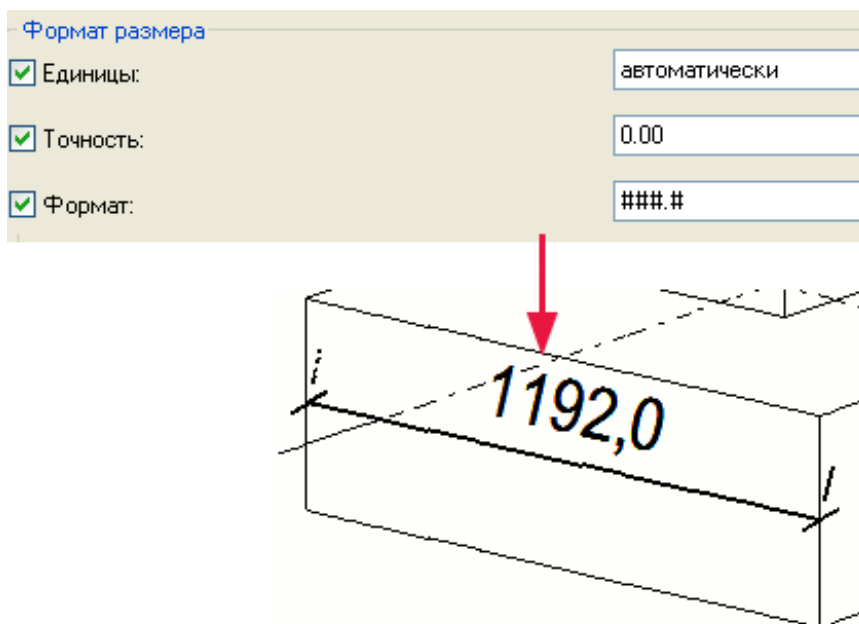 Формат размера
Единицы: автоматически
Точность: 0.00
Формат: ###.#
1192,0